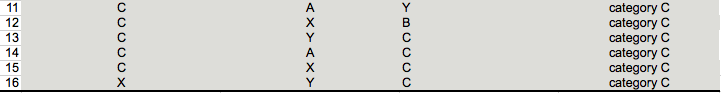 11 C A Y category C
12 C X B category C
13 C Y C category C
14 C A C category C
15 C X C category C
16 X Y C category C